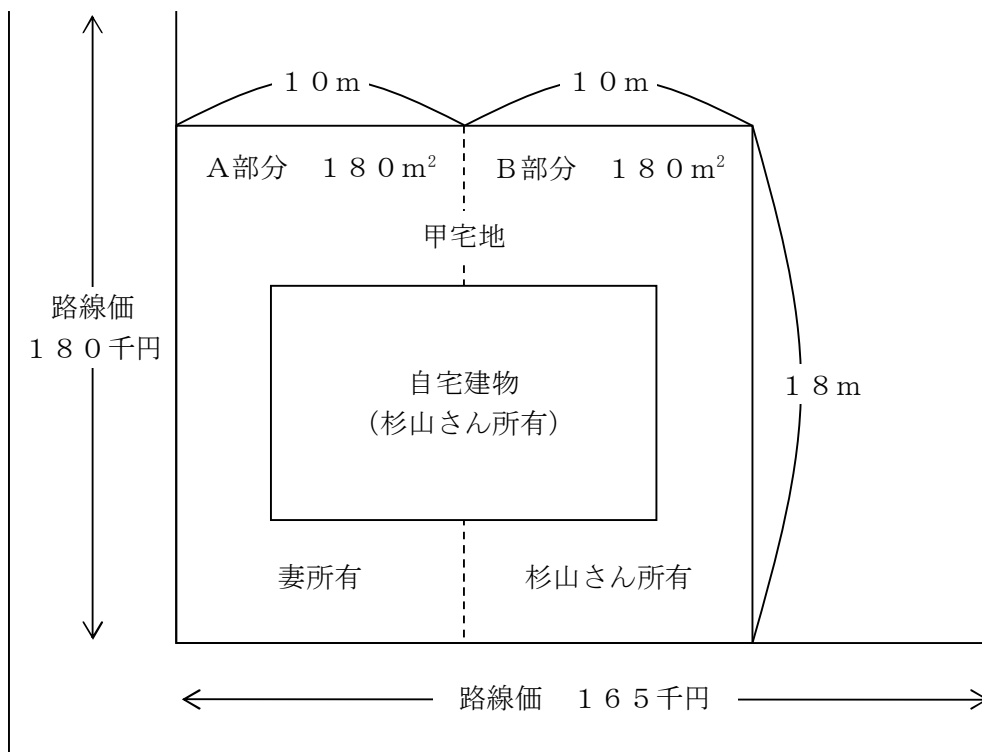 １０ｍ
１０ｍ
Ａ部分　１８０ｍ²
Ｂ部分　１８０ｍ²
甲宅地
路線価
１８０千円
自宅建物
（杉山さん所有）
１８ｍ
妻所有
杉山さん所有
路線価　１６５千円